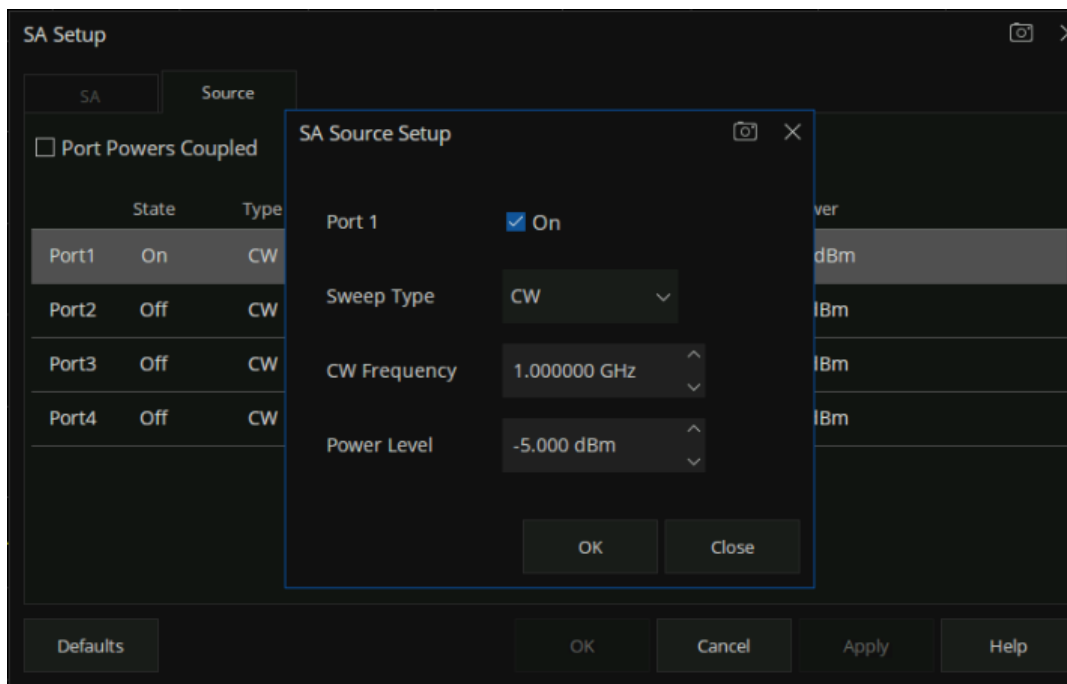 SA Setup
SA Source
Port Powers Coupled
SA Source Setup
State Type
Port1 On CW dBm
Port2 Off CW
Port3 Off CW
Port4 Off CW
Port 1 On
Sweep Type CW
CW Frequency 1.000000 GHz
Power Level -5.000 dBm
OK Close
Defaults OK Cancel Apply Help